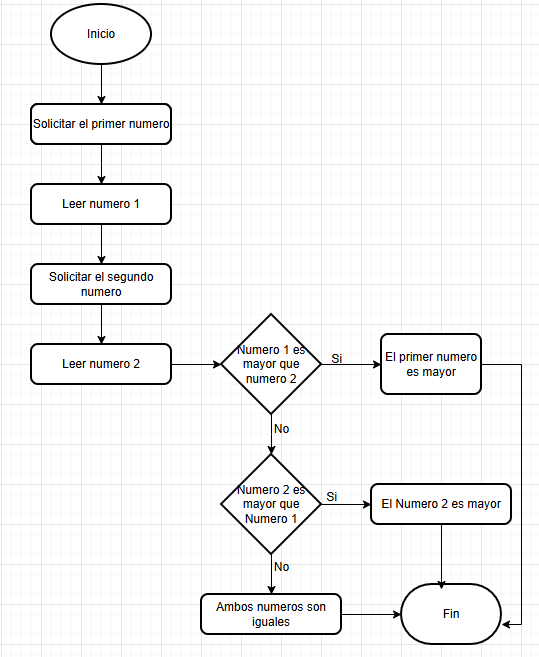 Inicio
Solicitar el primer numero
Leer numero 1
Solicitar el segundo
numero
Leer numero 2
Numero 1 es
mayor que
numero 2
Si
El primer numero
es mayor
No
Numero 2 es
mayor que
Numero 1
Si
El Numero 2 es mayor
No
Ambos numeros son
iguales
Fin